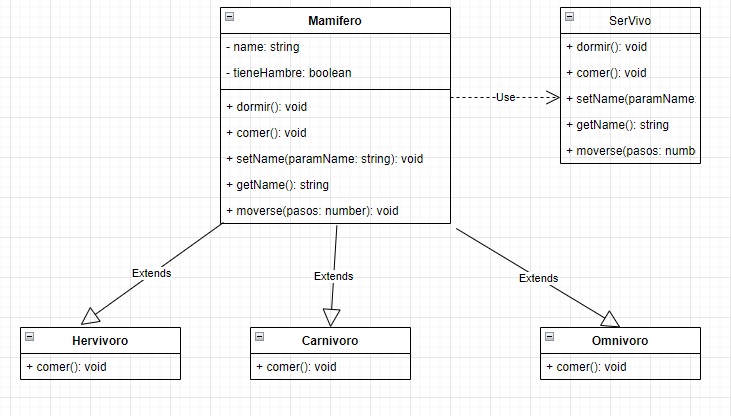 Mamifero
- name: string
- tieneHambre: boolean
+ dormir(): void
+ comer(): void
+ setName(paramName: string): void
+ getName(): string
+ moverse(pasos: number): void
Use
SerVivo
+ dormir(): void
+ comer(): void
+ setName(paramName:
+ getName(): string
+ moverse(pasos: numb
Extends
Extends
Extends
Hervivoro
+ comer(): void
Carnivoro
+ comer(): void
Omnivoro
+ comer(): void